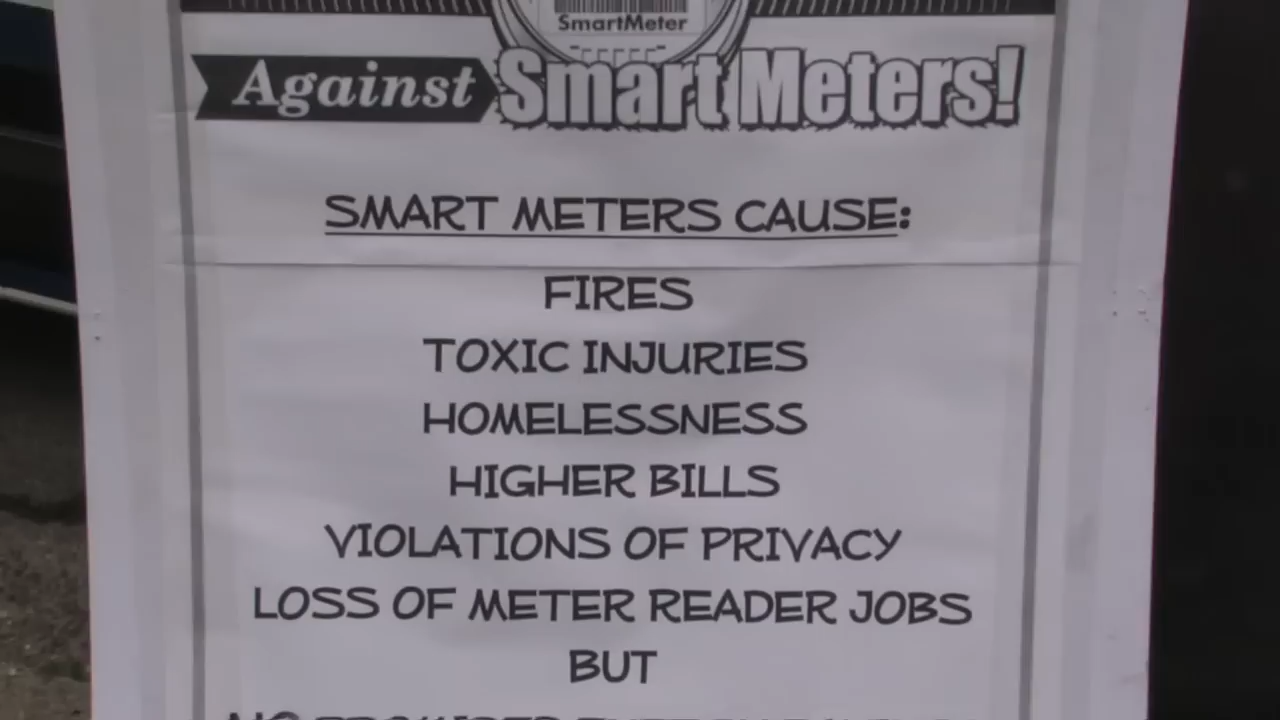 SmartMeter
Against Smart Meters!
SMART METERS CAUSE:
FIRES
TOXIC INJURIES
HOMELESSNESS
HIGHER BILLS
VIOLATIONS OF PRIVACY
LOSS OF METER READER JOBS
BUT